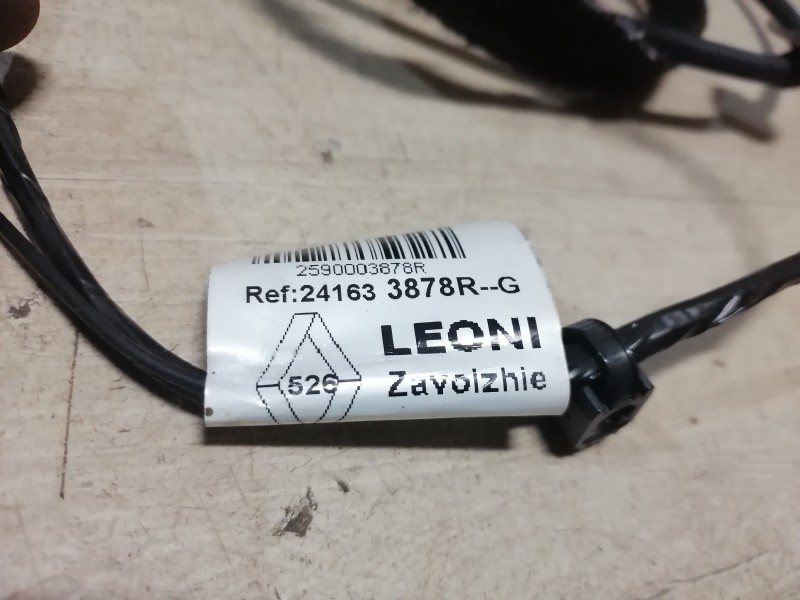 2590003878R
Ref:24163 3878R--G
LEONI
526
Zavolzhie